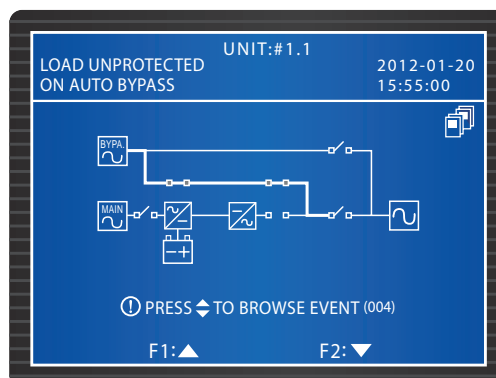 UNIT:#1.1
LOAD UNPROTECTED
ON AUTO BYPASS
2012-01-20
15:55:00
BYPA.
MAIN
PRESS TO BROWSE EVENT (004)
F1: F2: